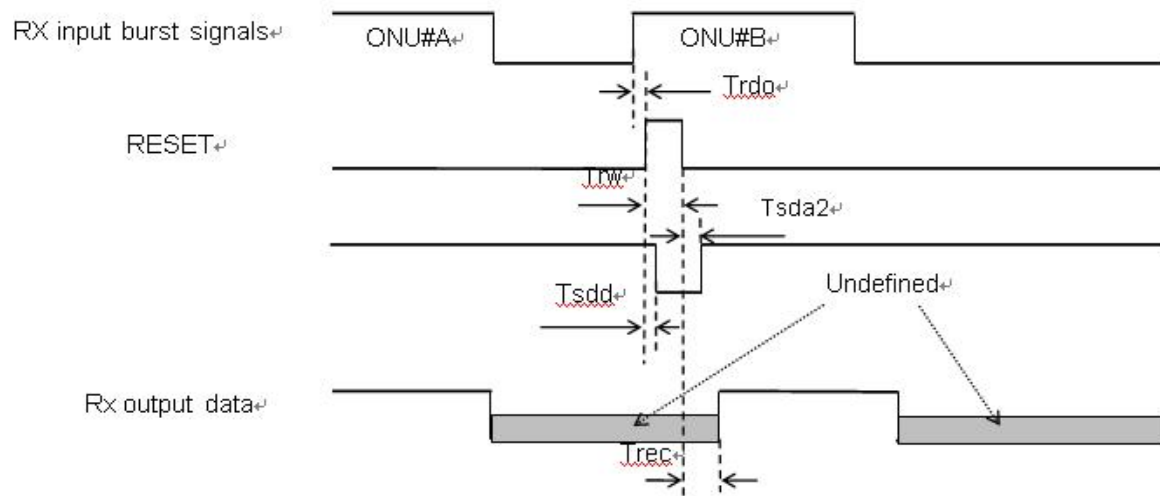 RX input burst signals↵
ONU#A↵
ONU#B↵
Trdo↵
RESET↵
Trw↵
Tsda2↵
Tsdd↵
Undefined↵
Rx output data↵
Trec↵